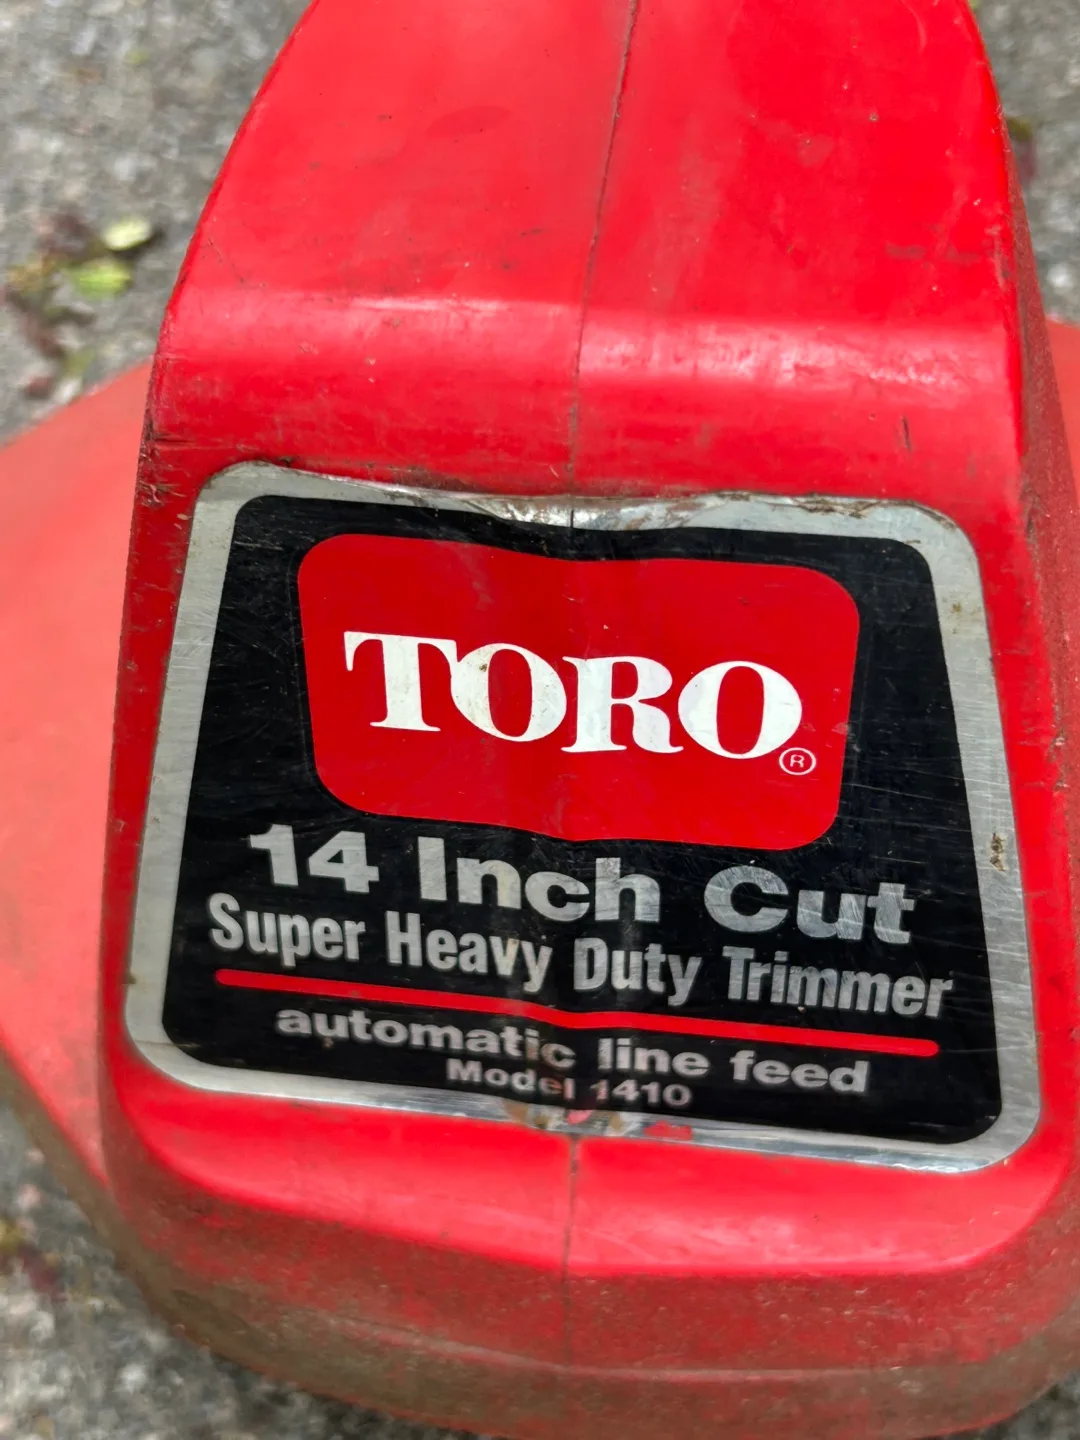 TORO®
14 Inch Cut
Super Heavy Duty Trimmer
automatic line feed
Model 1410